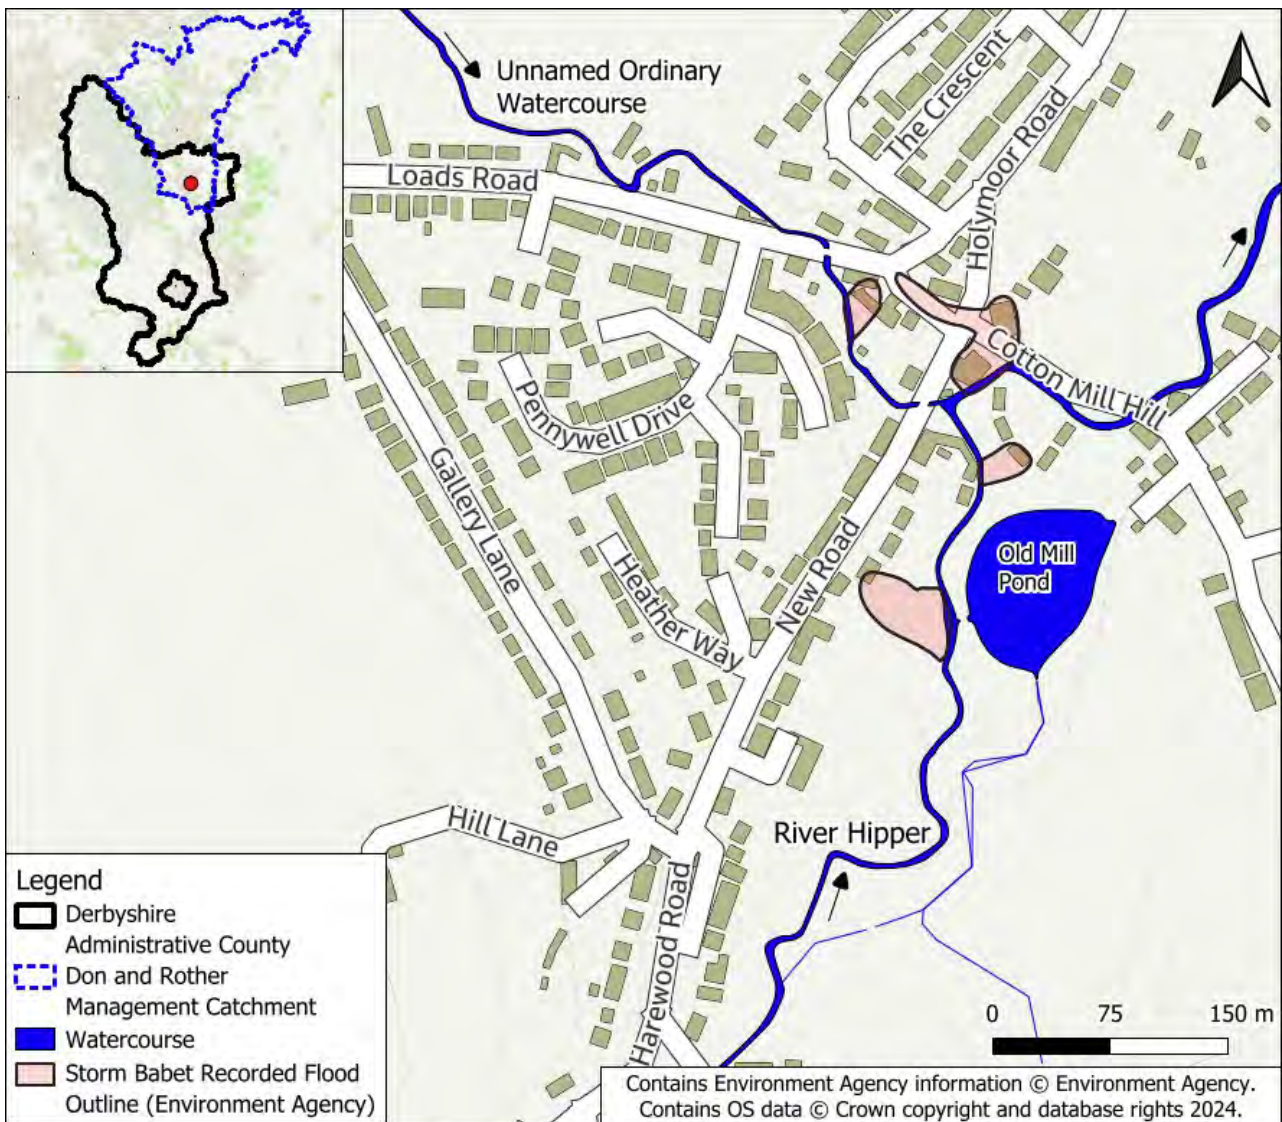 Unnamed Ordinary
Watercourse
The Crescent
Holymoor Road
Loads Road
Cotton Mill Hill
Pennywell Drive
Gallery Lane
Heather Way
New Road
Old Mill
Pond
Hill Lane
River Hipper
Harewood Road
Legend
Derbyshire
Administrative County
Don and Rother
Management Catchment
Watercourse
Storm Babet Recorded Flood
Outline (Environment Agency)
0 75 150 m
Contains Environment Agency information © Environment Agency.
Contains OS data © Crown copyright and database rights 2024.